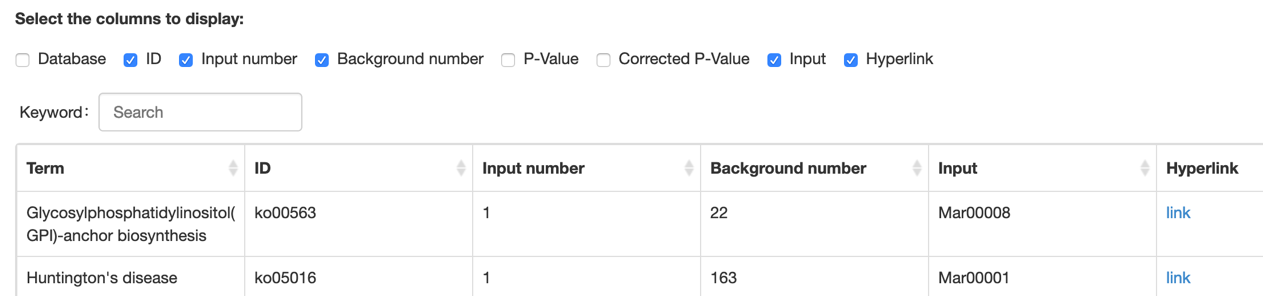 Select the columns to display:
Database ID Input number Background number P-Value Corrected P-Value Input Hyperlink
Keyword: Search
Term ID Input number Background number Input Hyperlink
Glycosylphosphatidylinositol( ko00563 1 22 Mar00008 link
GPI)-anchor biosynthesis
Huntington's disease ko05016 1 163 Mar00001 link